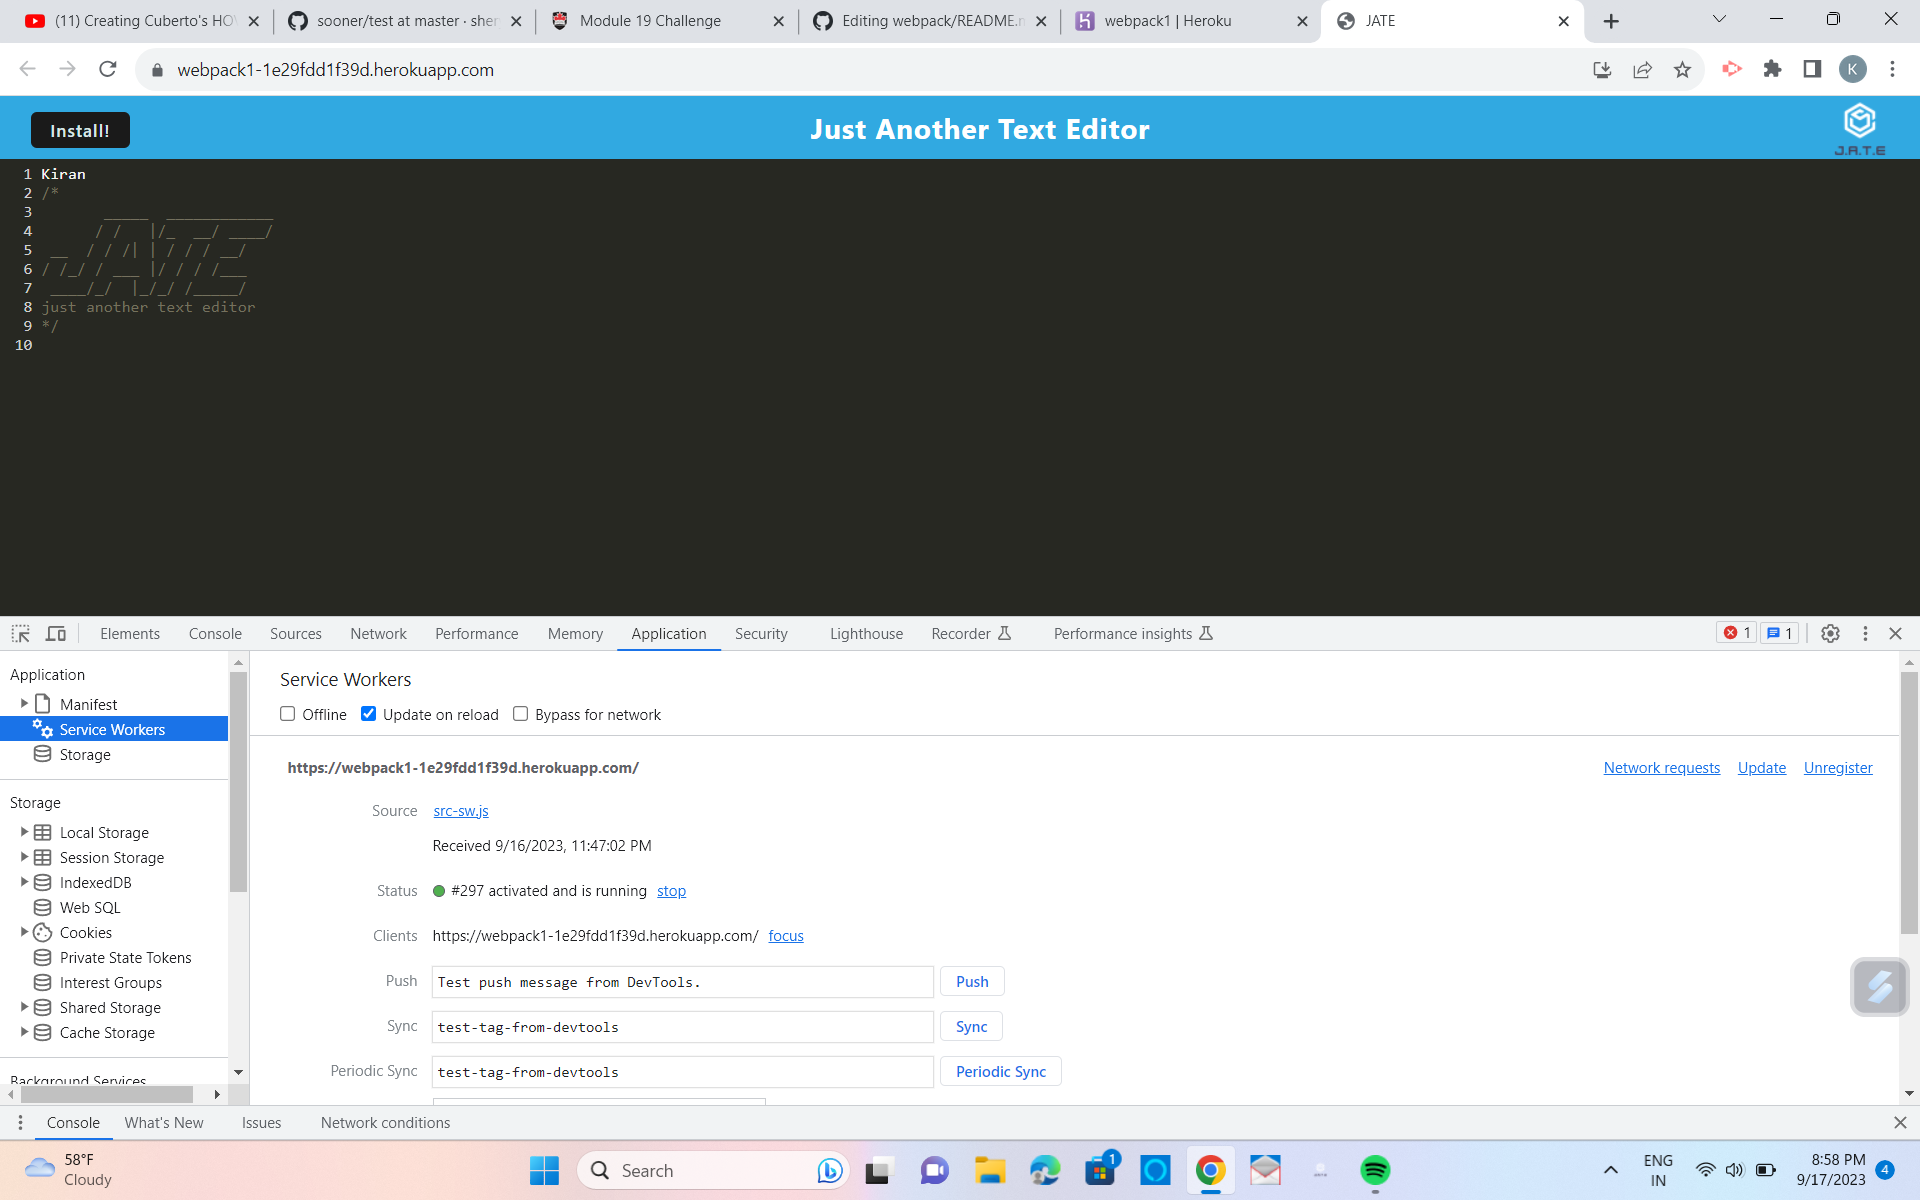 (11) Creating Cuberto's HO
sooner/test at master · sher
Module 19 Challenge
Editing webpack/README.m
webpack1 | Heroku
JATE
webpack1-1e29fdd1f39d.herokuapp.com
K
Install!
Just Another Text Editor
J.A.T.E
1 Kiran
2 /*
3       _____  ____________
4      / /   |/_  __/ ____/
5 __  / / /| | / / / __/
6 / /_/ / ___ |/ / / /___
7 ____/_/  |_/_/ /_____/
8 just another text editor
9 */
10
Elements
Console
Sources
Network
Performance
Memory
Application
Security
Lighthouse
Recorder
Performance insights
1
1
Application
Manifest
Service Workers
Storage
Storage
Local Storage
Session Storage
IndexedDB
Web SQL
Cookies
Private State Tokens
Interest Groups
Shared Storage
Cache Storage
Background Services
Service Workers
Offline
Update on reload
Bypass for network
https://webpack1-1e29fdd1f39d.herokuapp.com/
Network requests
Update
Unregister
Source src-sw.js
Received 9/16/2023, 11:47:02 PM
Status #297 activated and is running stop
Clients https://webpack1-1e29fdd1f39d.herokuapp.com/ focus
Push Test push message from DevTools. Push
Sync test-tag-from-devtools Sync
Periodic Sync test-tag-from-devtools Periodic Sync
Console
What's New
Issues
Network conditions
58°F
Cloudy
Search
1
ENG
IN
8:58 PM
9/17/2023
4